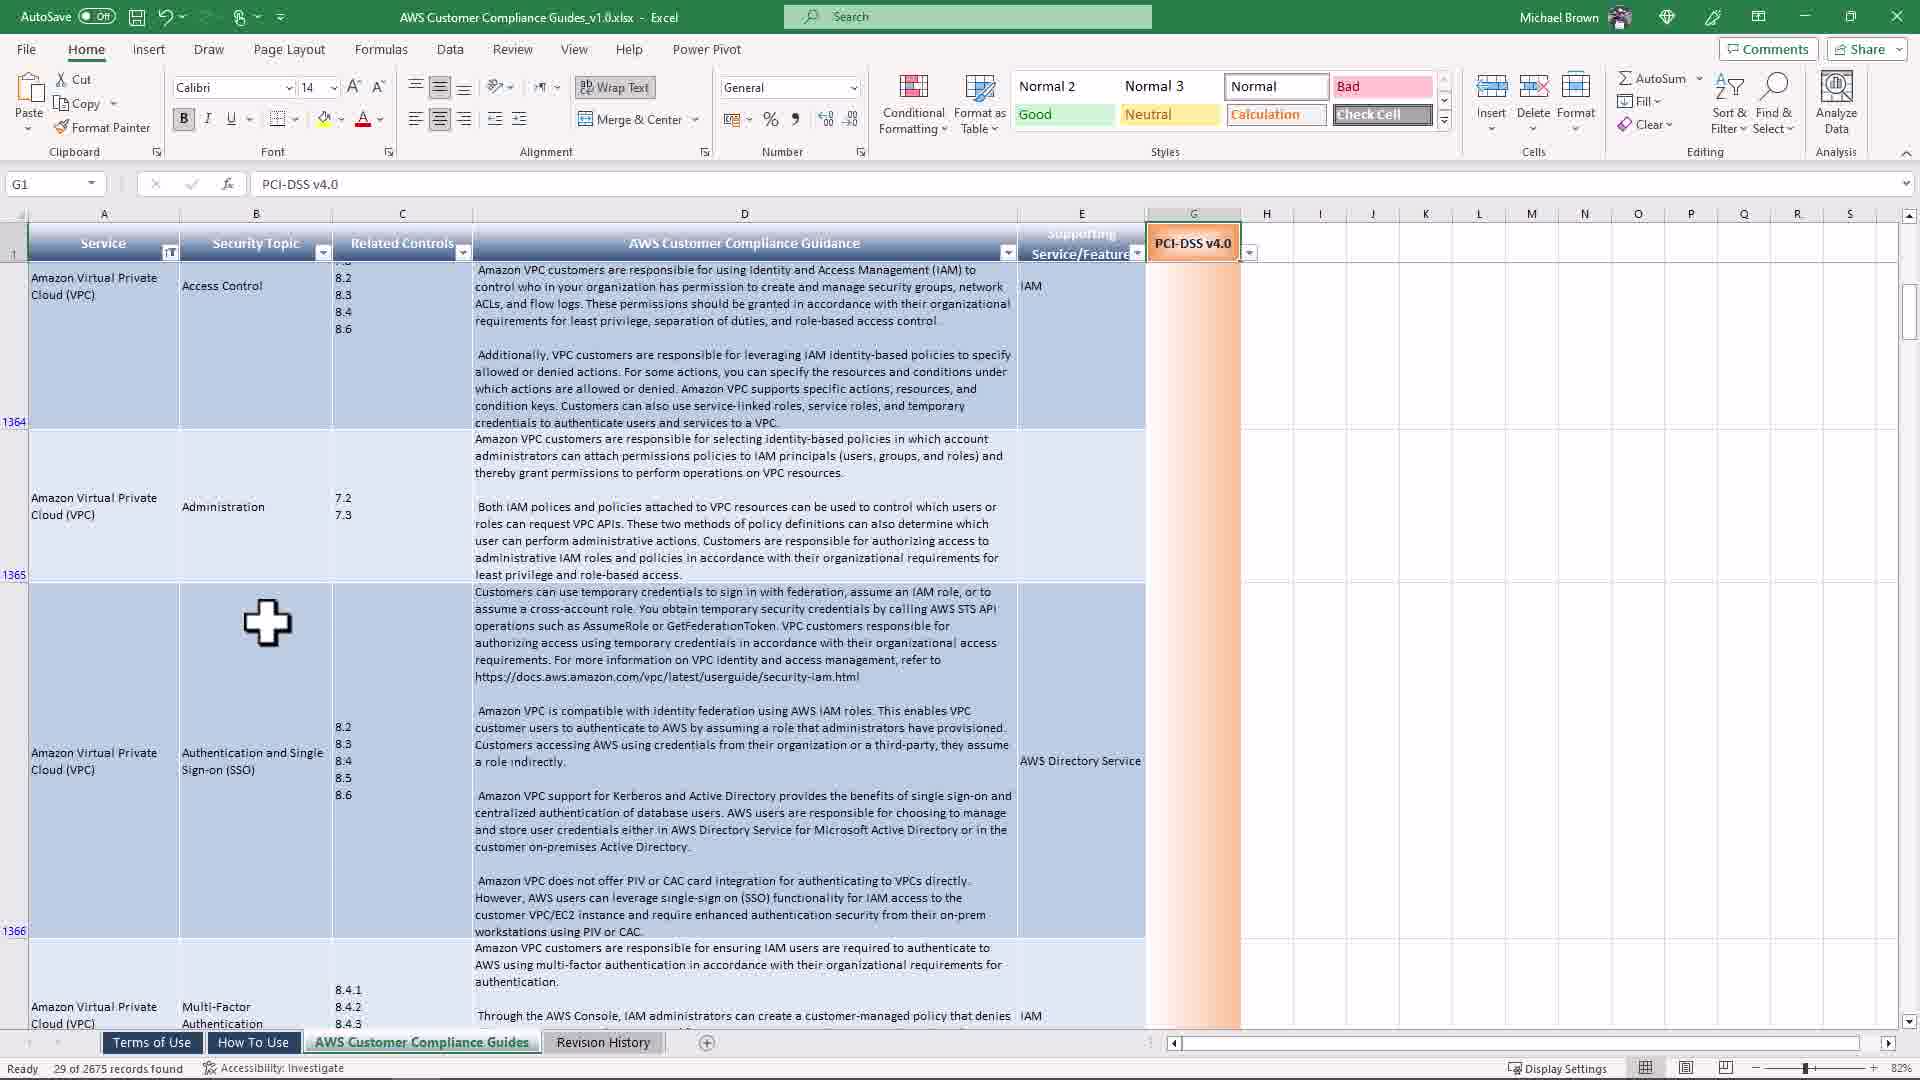 AutoSave Off AWS Customer Compliance Guides_v1.0.xlsx - Excel Search Michael Brown
File Home Insert Draw Page Layout Formulas Data Review View Help Power Pivot Comments Share
Paste Cut Copy Format Painter
Clipboard
Calibri 14
B I U
Font
Wrap Text
Merge & Center
Alignment
General
Number
Conditional Formatting
Format as Table
Normal 2 Normal 3 Normal Bad
Good Neutral Calculation Check Cell
Styles
Insert Delete Format
Cells
AutoSum
Fill
Clear
Sort & Filter
Find & Select
Editing
Analyze Data
Analysis
G1 fx PCI-DSS v4.0
A B C D E G H I J K L M N O P Q R S
1 Service Security Topic Related Controls AWS Customer Compliance Guidance Supporting Service/Feature PCI-DSS v4.0
1364
Amazon Virtual Private
Cloud (VPC)
Access Control
8.2
8.3
8.4
8.6
Amazon VPC customers are responsible for using Identity and Access Management (IAM) to
control who in your organization has permission to create and manage security groups, network
ACLs, and flow logs. These permissions should be granted in accordance with their organizational
requirements for least privilege, separation of duties, and role-based access control.
Additionally, VPC customers are responsible for leveraging IAM identity-based policies to specify
allowed or denied actions. For some actions, you can specify the resources and conditions under
which actions are allowed or denied. Amazon VPC supports specific actions, resources, and
condition keys. Customers can also use service-linked roles, service roles, and temporary
credentials to authenticate users and services to a VPC.
IAM
1365
Amazon Virtual Private
Cloud (VPC)
Administration
7.2
7.3
Amazon VPC customers are responsible for selecting identity-based policies in which account
administrators can attach permissions policies to IAM principals (users, groups, and roles) and
thereby grant permissions to perform operations on VPC resources.
Both IAM polices and policies attached to VPC resources can be used to control which users or
roles can request VPC APIs. These two methods of policy definitions can also determine which
user can perform administrative actions. Customers are responsible for authorizing access to
administrative IAM roles and policies in accordance with their organizational requirements for
least privilege and role-based access.
1366
Amazon Virtual Private
Cloud (VPC)
Authentication and Single
Sign-on (SSO)
8.2
8.3
8.4
8.5
8.6
Customers can use temporary credentials to sign in with federation, assume an IAM role, or to
assume a cross-account role. You obtain temporary security credentials by calling AWS STS API
operations such as AssumeRole or GetFederationToken. VPC customers responsible for
authorizing access using temporary credentials in accordance with their organizational access
requirements. For more information on VPC identity and access management, refer to
https://docs.aws.amazon.com/vpc/latest/userguide/security-iam.html
Amazon VPC is compatible with identity federation using AWS IAM roles. This enables VPC
customer users to authenticate to AWS by assuming a role that administrators have provisioned.
Customers accessing AWS using credentials from their organization or a third-party, they assume
a role indirectly.
Amazon VPC support for Kerberos and Active Directory provides the benefits of single sign-on and
centralized authentication of database users. AWS users are responsible for choosing to manage
and store user credentials either in AWS Directory Service for Microsoft Active Directory or in the
customer on-premises Active Directory.
Amazon VPC does not offer PIV or CAC card integration for authenticating to VPCs directly.
However, AWS users can leverage single-sign on (SSO) functionality for IAM access to the
customer VPC/EC2 instance and require enhanced authentication security from their on-prem
workstations using PIV or CAC.
AWS Directory Service
Amazon Virtual Private
Cloud (VPC)
Multi-Factor
Authentication
8.4.1
8.4.2
8.4.3
Amazon VPC customers are responsible for ensuring IAM users are required to authenticate to
AWS using multi-factor authentication in accordance with their organizational requirements for
authentication.
Through the AWS Console, IAM administrators can create a customer-managed policy that denies
IAM
Terms of Use How To Use AWS Customer Compliance Guides Revision History
Ready 29 of 2675 records found Accessibility: Investigate Display Settings 82%